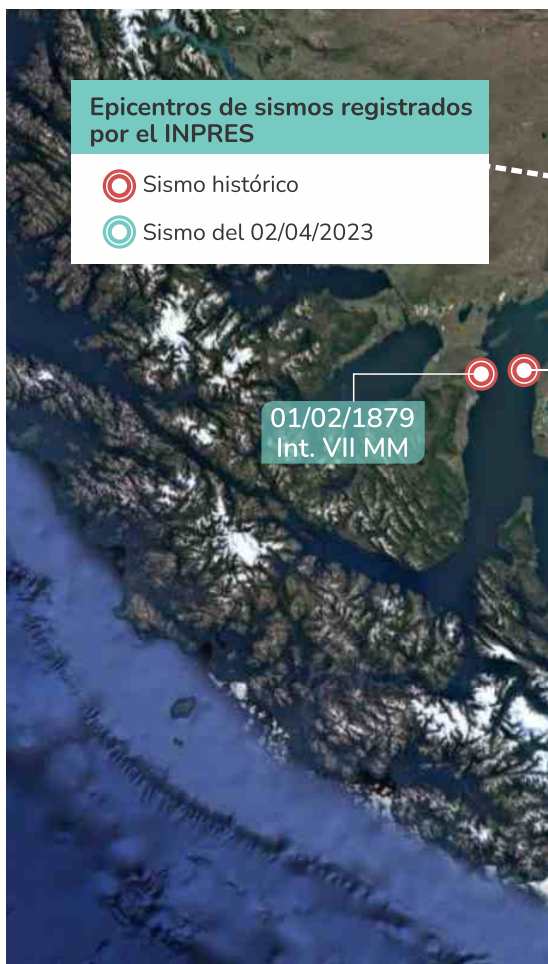 Epicentros de sismos registrados
por el INPRES
Sismo histórico
Sismo del 02/04/2023
01/02/1879
Int. VII MM